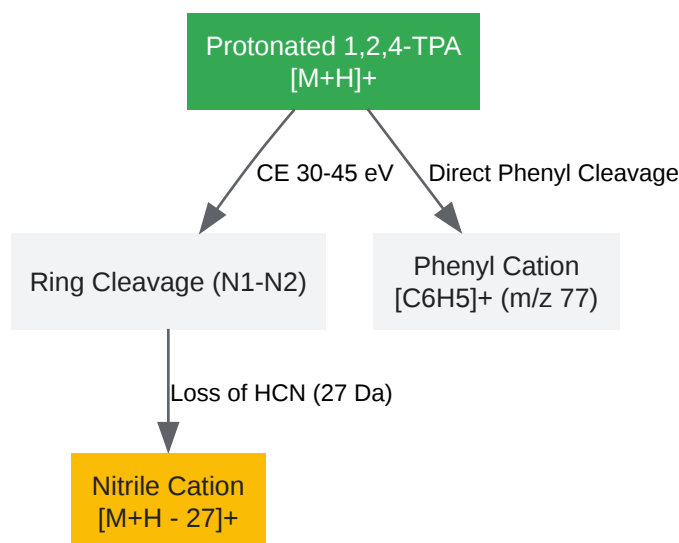 Protonated 1,2,4-TPA
[M+H]+
CE 30-45 eV
Direct Phenyl Cleavage
Ring Cleavage (N1-N2)
Phenyl Cation
[C6H5]+ (m/z 77)
Loss of HCN (27 Da)
Nitrile Cation
[M+H - 27]+